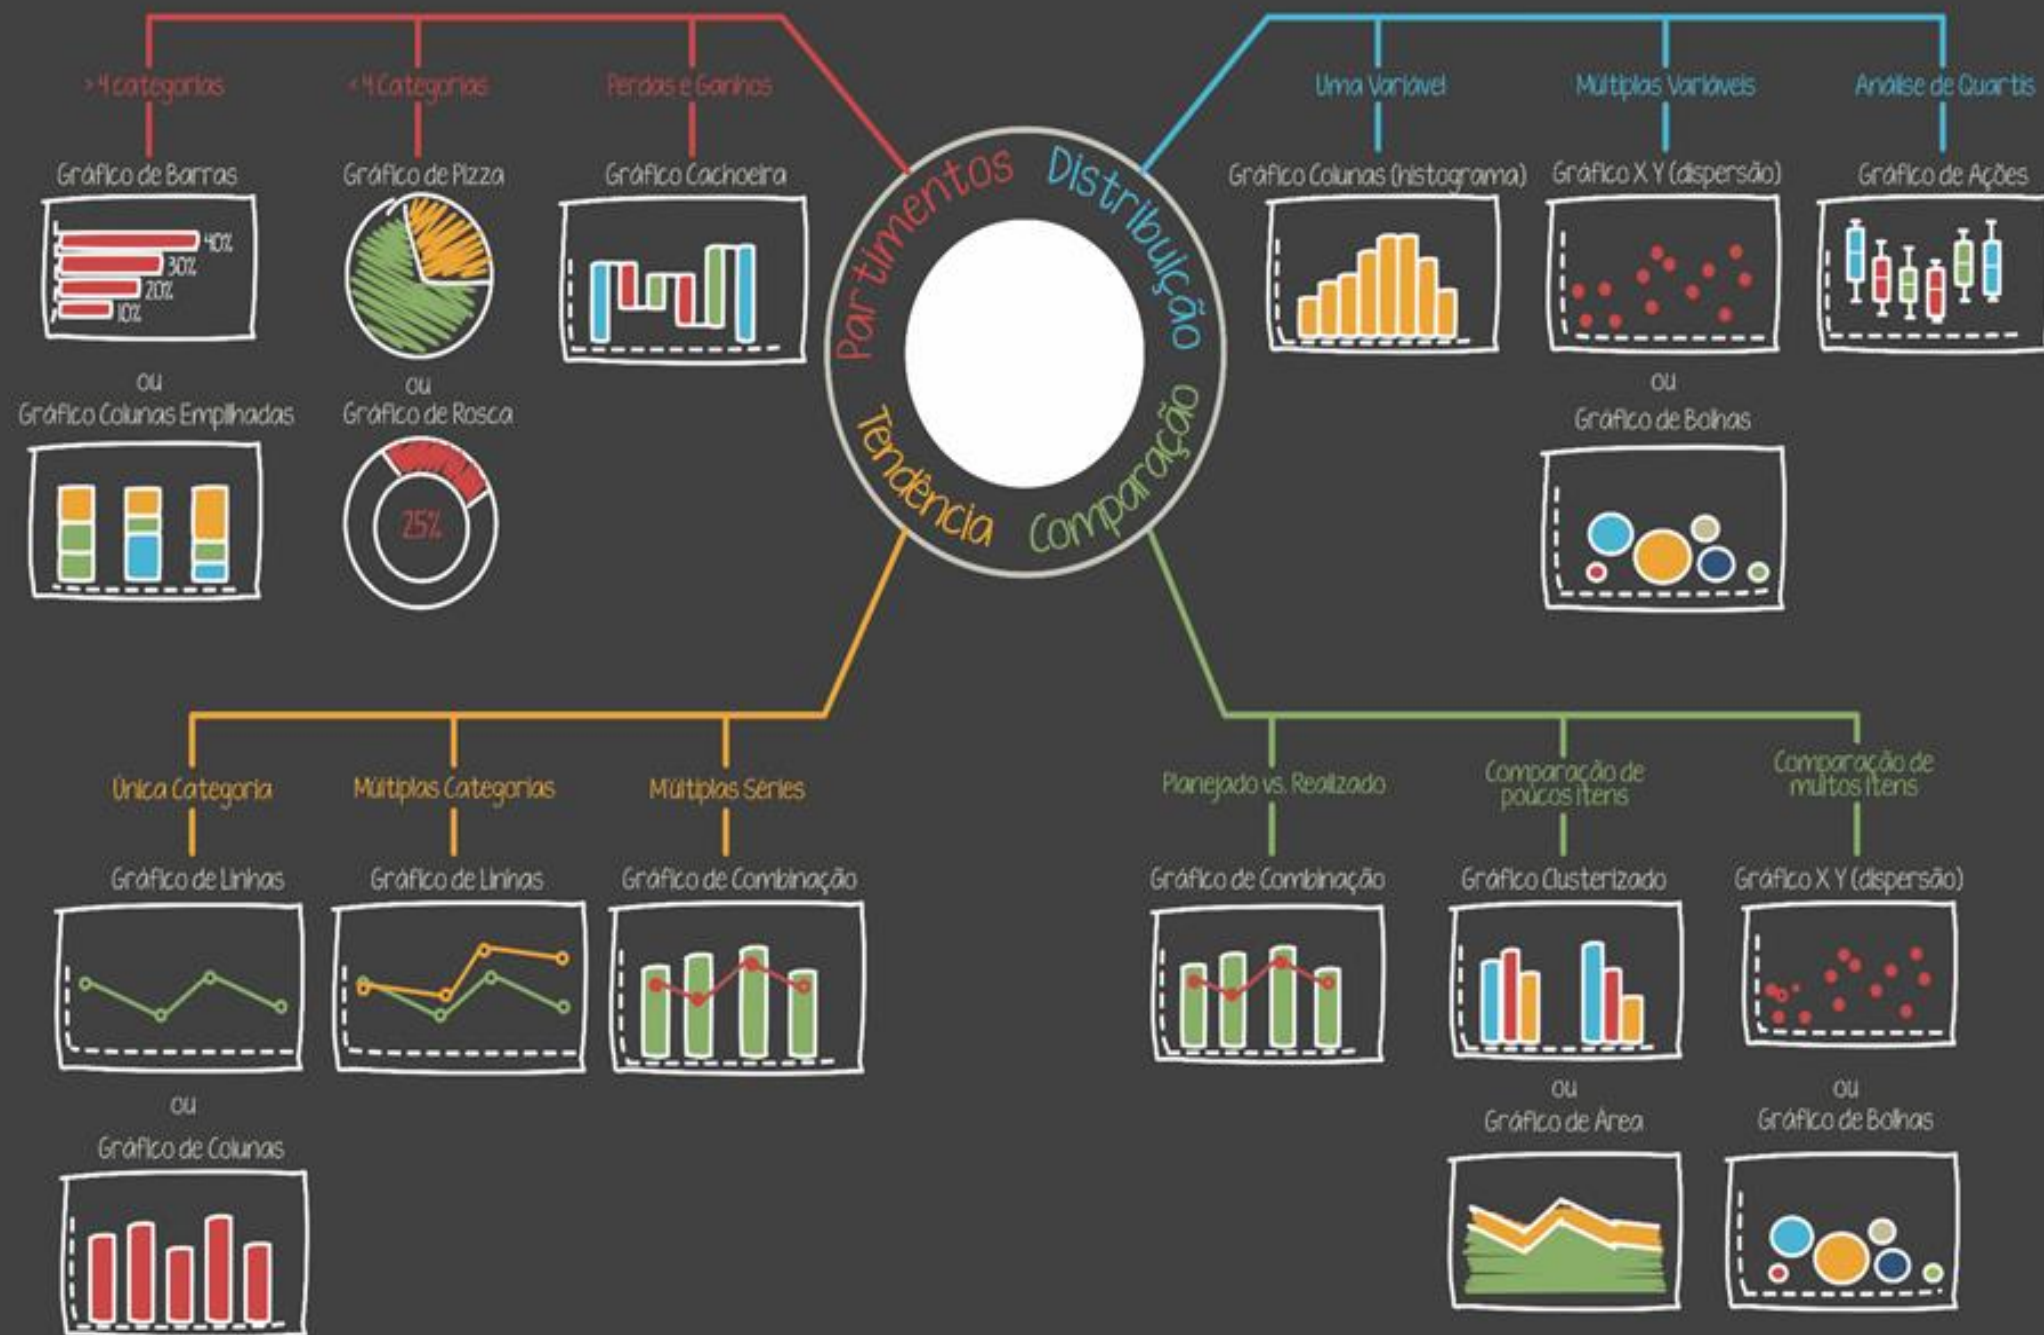 Partimentos
> 4 categorias
< 4 Categorias
Perdas e Ganhos
Gráfico de Barras
Gráfico de Pizza
Gráfico Cachoeira
40%
30%
20%
10%
ou
Gráfico Colunas Empilhadas
ou
Gráfico de Rosca
25%
Distribuição
Uma Variável
Múltiplas Variáveis
Análise de Quartis
Gráfico Colunas (histograma)
Gráfico X Y (dispersão)
Gráfico de Ações
ou
Gráfico de Bolhas
Tendência
Única Categoria
Múltiplas Categorias
Múltiplas Séries
Gráfico de Linhas
Gráfico de Linhas
Gráfico de Combinação
ou
Gráfico de Colunas
Comparação
Planejado vs. Realizado
Comparação de
poucos itens
Comparação de
muitos itens
Gráfico de Combinação
Gráfico Clusterizado
Gráfico X Y (dispersão)
ou
Gráfico de Área
ou
Gráfico de Bolhas